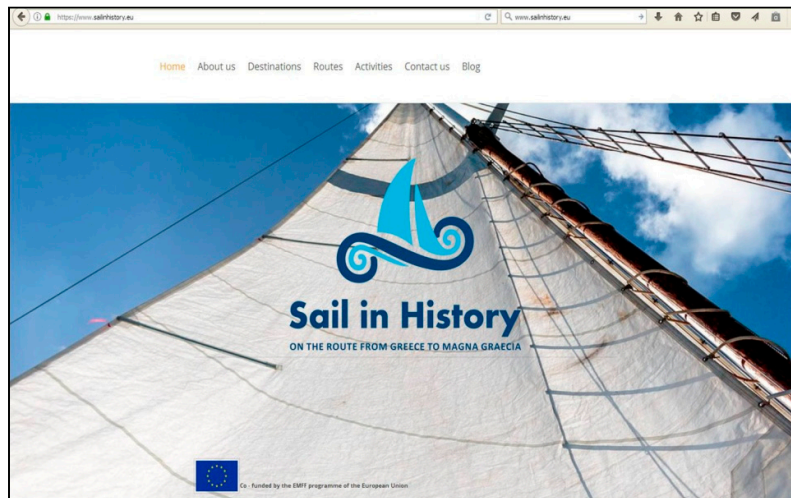 https://www.sailinhistory.eu
www.sailinhistory.eu
Home About us Destinations Routes Activities Contact us Blog
Sail in History
ON THE ROUTE FROM GREECE TO MAGNA GRAECIA
Co - funded by the EMFF programme of the European Union